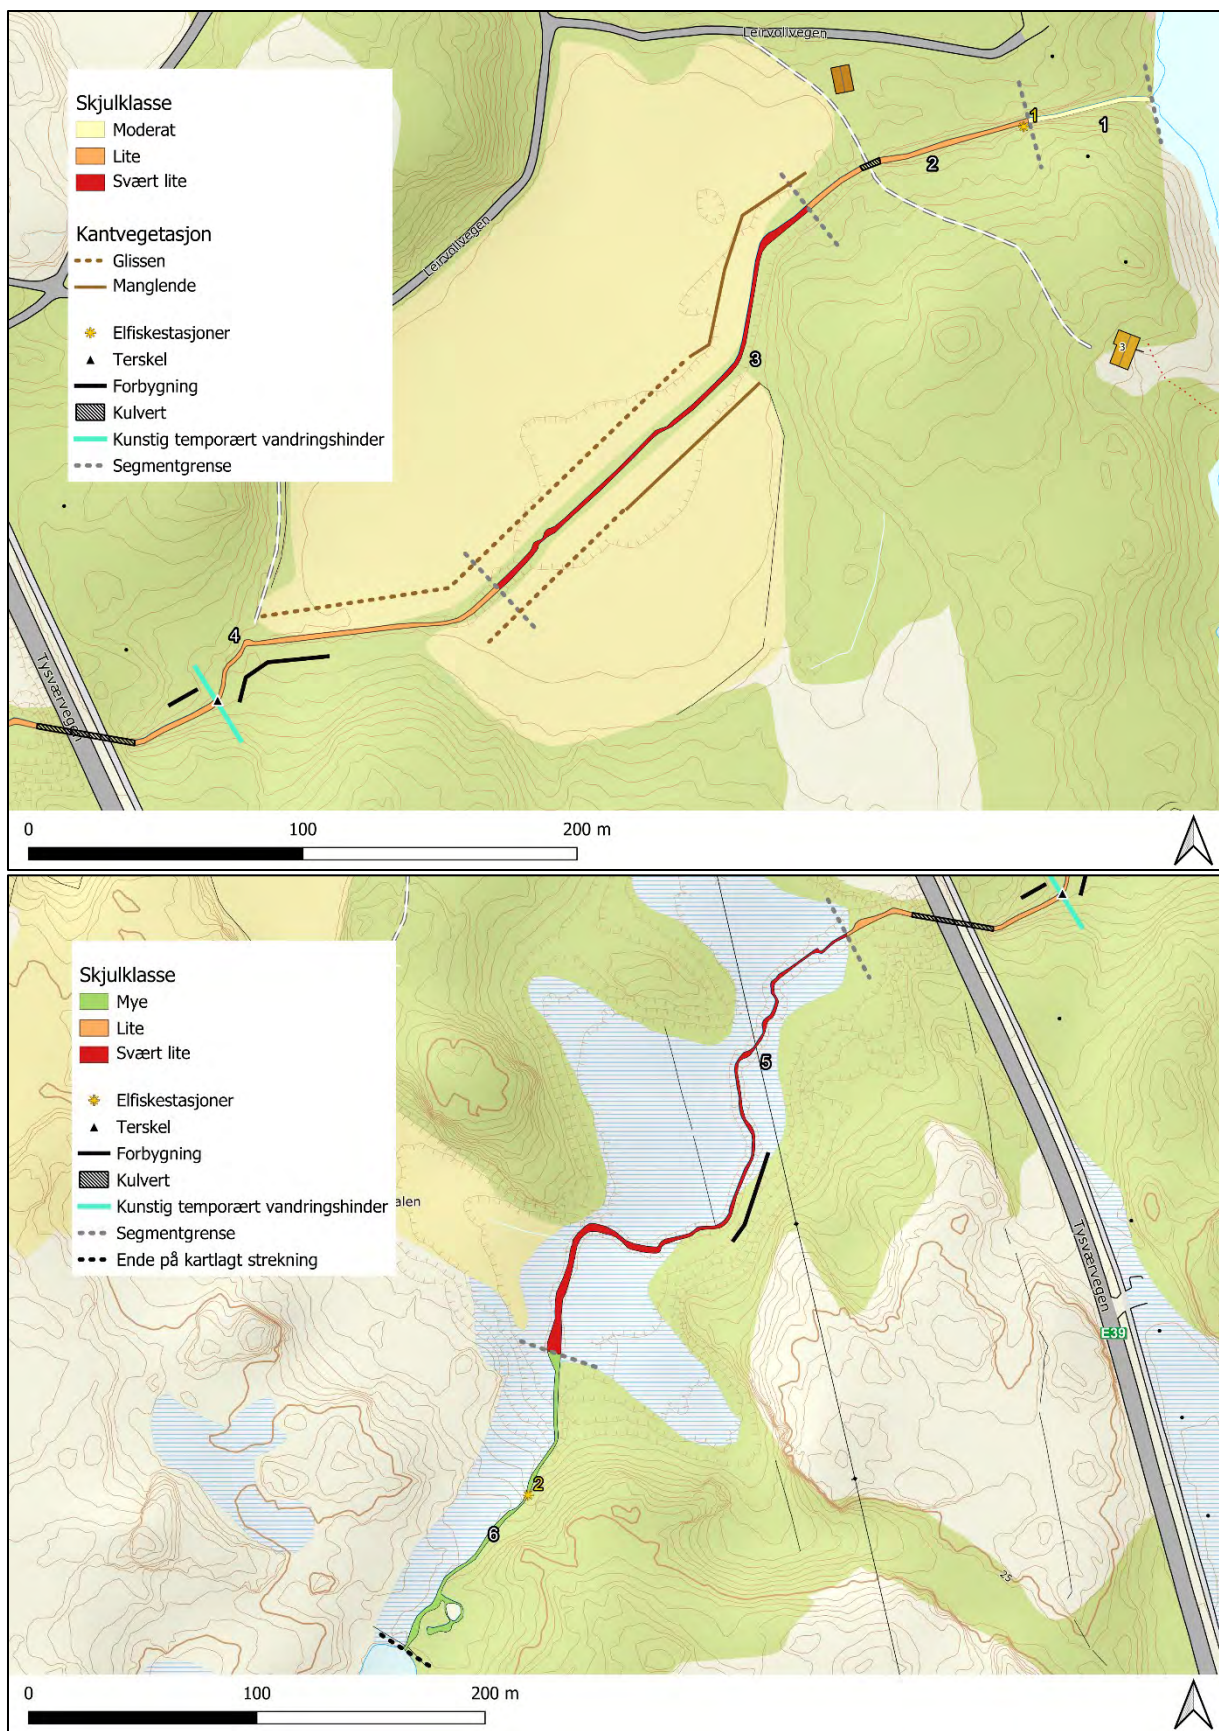 Leirvollvegen
Skjulklasse
Moderat
Lite
Svært lite
Kantvegetasjon
Glissen
Manglende
Elfiskestasjoner
Terskel
Forbygning
Kulvert
Kunstig temporært vandringshinder
Segmentgrense
Leirvollvegen
1
1
2
3
3
4
Tysværvegen
0 100 200 m
Skjulklasse
Mye
Lite
Svært lite
Elfiskestasjoner
Terskel
Forbygning
Kulvert
Kunstig temporært vandringshinder
Segmentgrense
Ende på kartlagt strekning
alen
5
Tysværvegen
E39
2
6
25
0 100 200 m